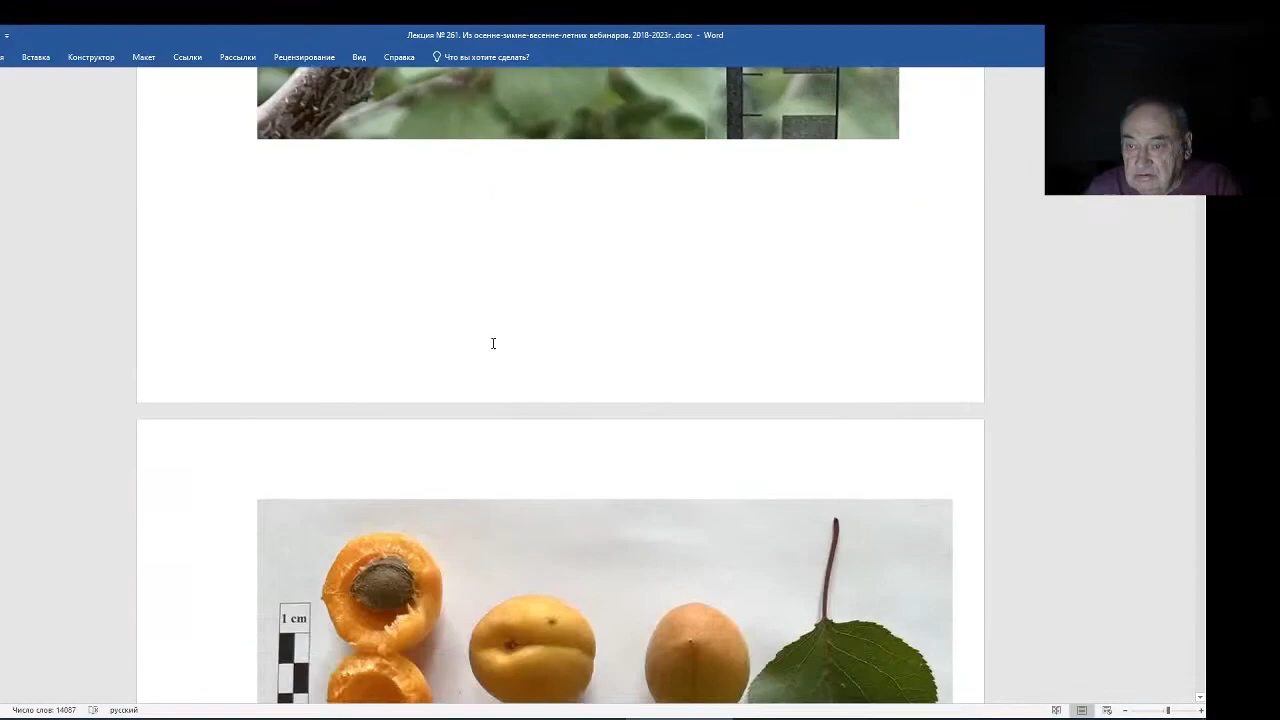 Лекция № 261. Из осенне-зимне-весенне-летних вебинаров. 2018-2023г..docx - Word
я Вставка Конструктор Макет Ссылки Рассылки Рецензирование Вид Справка Что вы хотите сделать?
1 cm
Число слов: 14087 русский